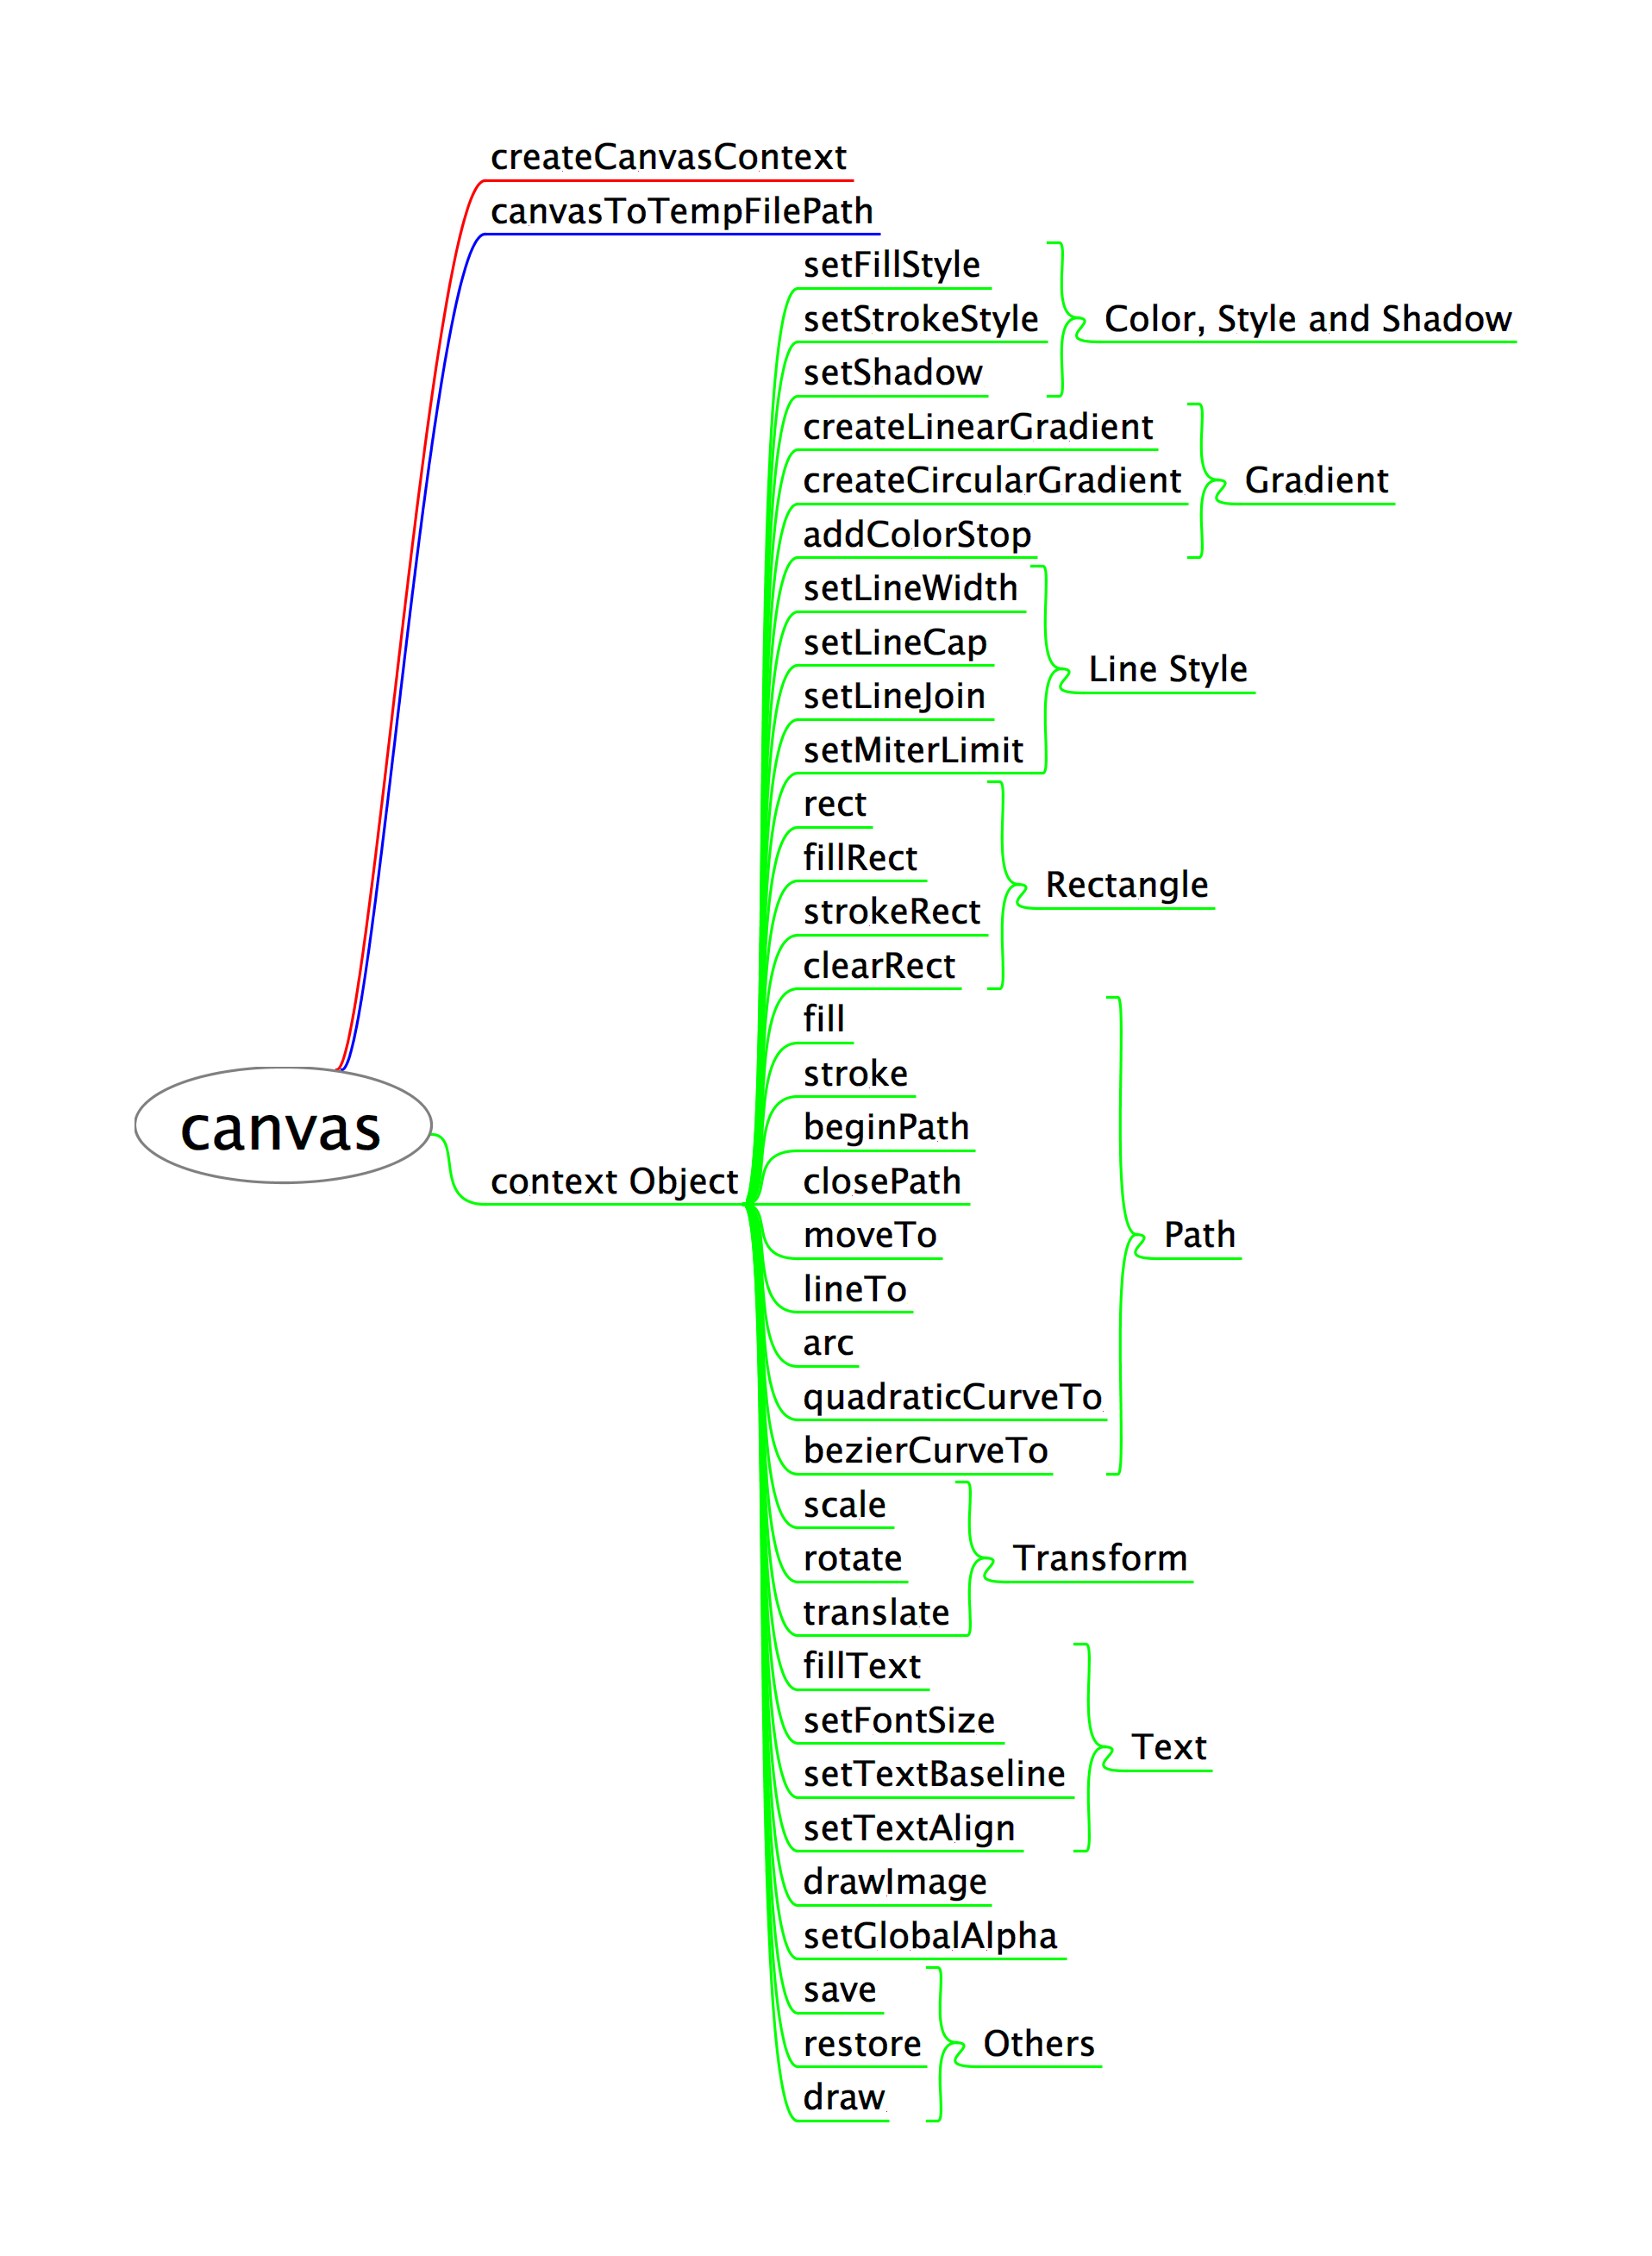 createCanvasContext
canvasToTempFilePath
setFillStyle
setStrokeStyle
Color, Style and Shadow
setShadow
createLinearGradient
createCircularGradient
Gradient
addColorStop
setLineWidth
setLineCap
Line Style
setLineJoin
setMiterLimit
rect
fillRect
Rectangle
strokeRect
clearRect
fill
stroke
beginPath
canvas
context Object
closePath
moveTo
Path
lineTo
arc
quadraticCurveTo
bezierCurveTo
scale
rotate
Transform
translate
fillText
setFontSize
Text
setTextBaseline
setTextAlign
drawImage
setGlobalAlpha
save
restore
Others
draw